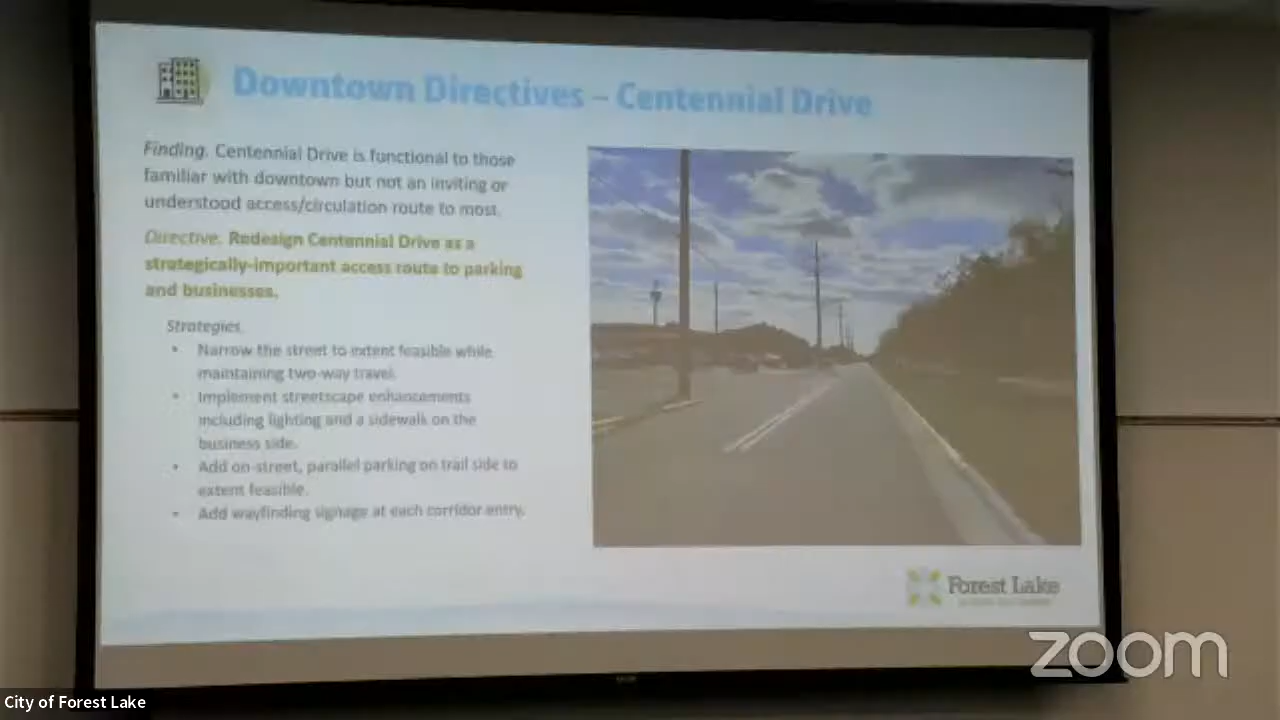 Downtown Directives – Centennial Drive
Finding. Centennial Drive is functional to those
familiar with downtown but not an inviting or
understood access/circulation route to most.
Directive. Redesign Centennial Drive as a
strategically-important access route to parking
and businesses.
Strategies.
• Narrow the street to extent feasible while
maintaining two-way travel.
• Implement streetscape enhancements
including lighting and a sidewalk on the
business side.
• Add on-street, parallel parking on trail side to
extent feasible.
• Add wayfinding signage at each corridor entry.
Forest Lake
zoom
City of Forest Lake